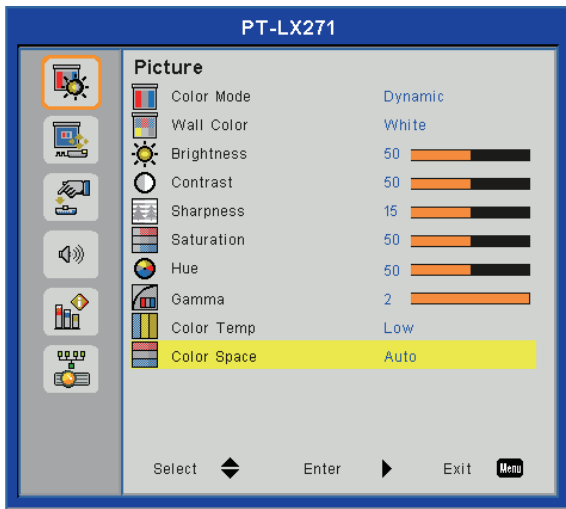 PT-LX271
Picture
Color Mode Dynamic
Wall Color White
Brightness 50
Contrast 50
Sharpness 15
Saturation 50
Hue 50
Gamma 2
Color Temp Low
Color Space Auto
Select Enter Exit Menu